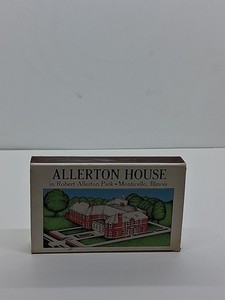 ALLERTON HOUSE
in Robert Allerton Park • Monticello, Illinois